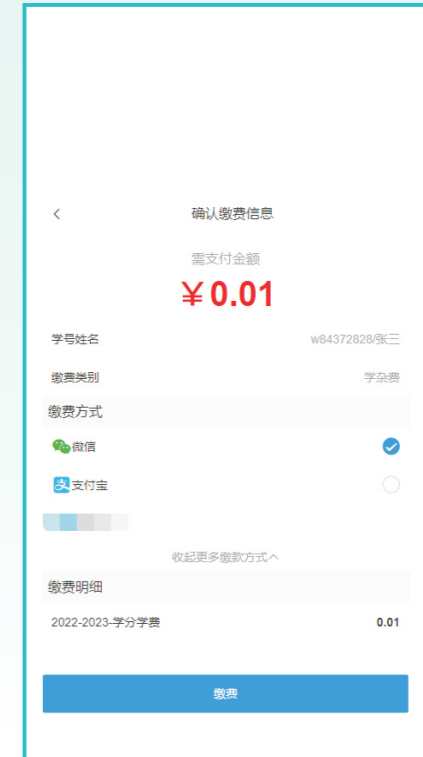 确认缴费信息
需支付金额
￥0.01
学号姓名 w84372828/张三
缴费类别 学杂费
缴费方式
微信
支付宝
收起更多缴款方式
缴费明细
2022-2023-学分学费 0.01
缴费